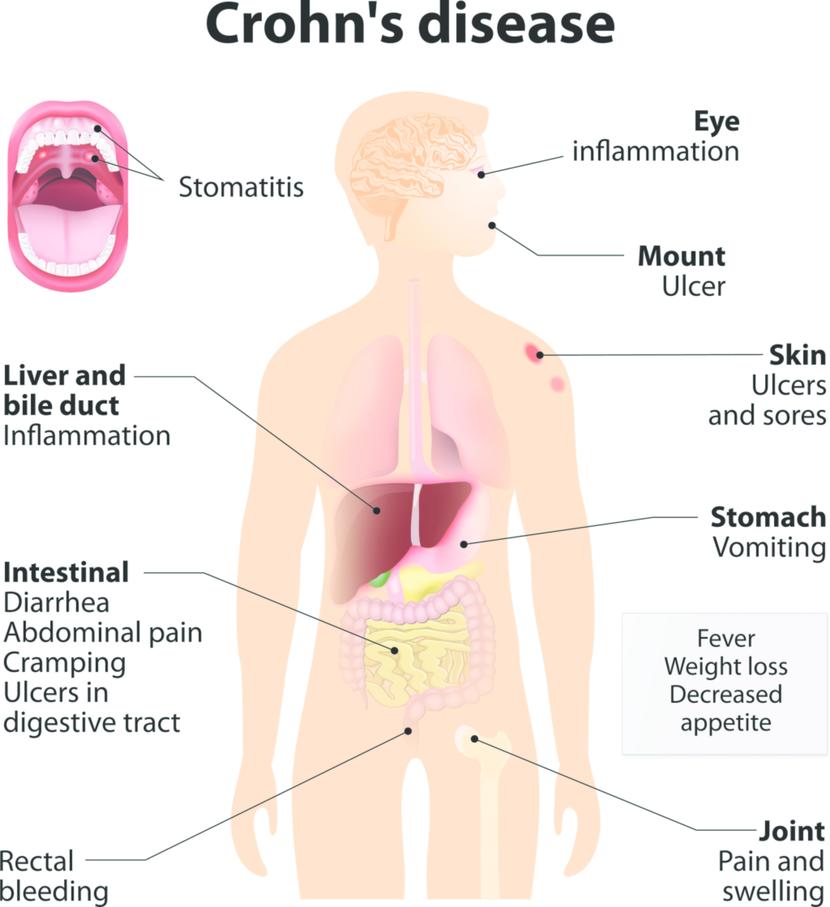 Crohn's disease
Stomatitis
Eye
inflammation
Mount
Ulcer
Skin
Ulcers
and sores
Liver and
bile duct
Inflammation
Stomach
Vomiting
Intestinal
Diarrhea
Abdominal pain
Cramping
Ulcers in
digestive tract
Fever
Weight loss
Decreased
appetite
Rectal
bleeding
Joint
Pain and
swelling